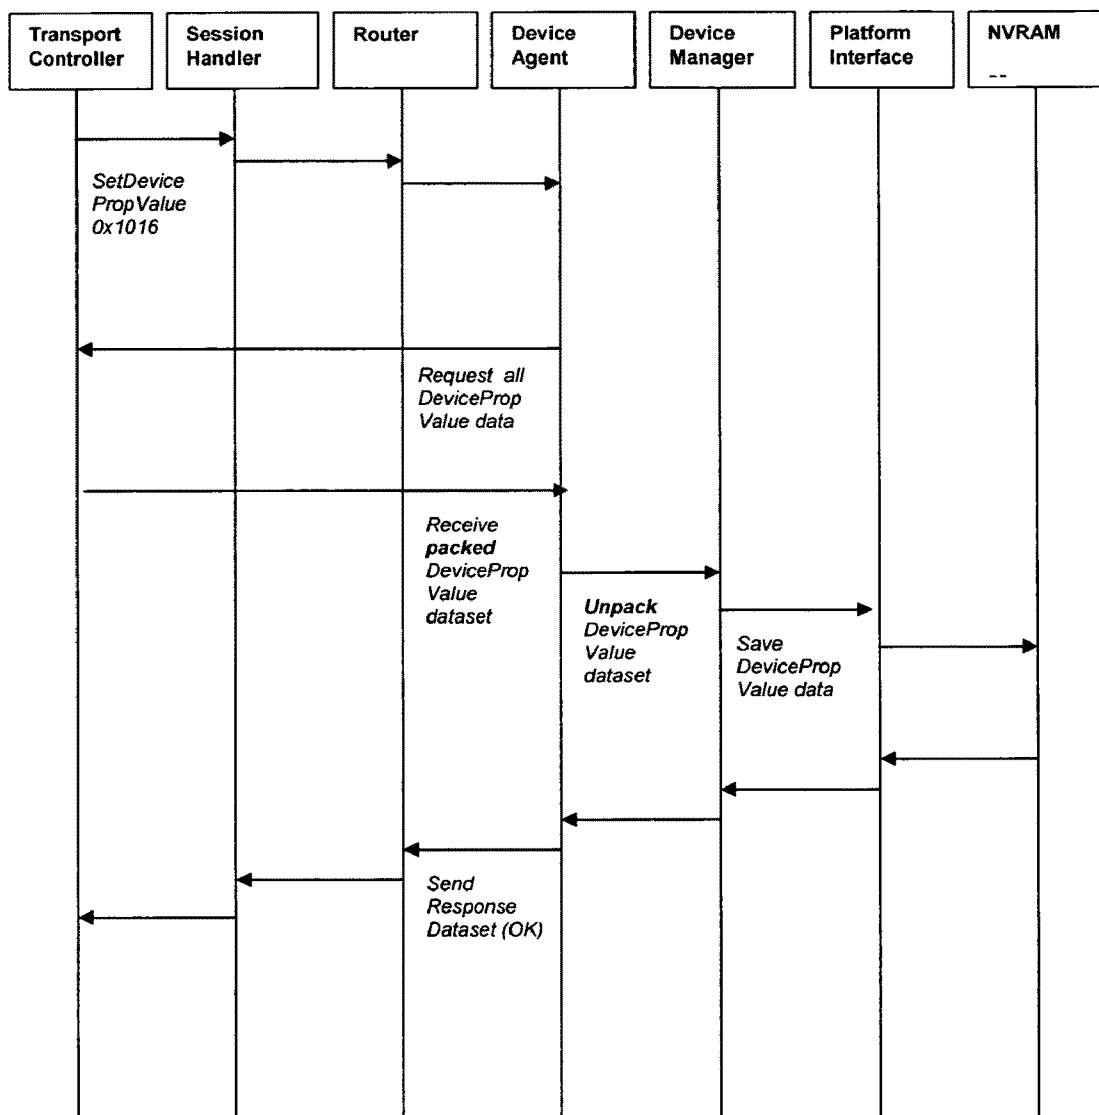 Transport
Controller
Session
Handler
Router
Device
Agent
Device
Manager
Platform
Interface
NVRAM
--
SetDevice
PropValue
0x1016
Request all
DeviceProp
Value data
Receive
packed
DeviceProp
Value
dataset
Unpack
DeviceProp
Value
dataset
Save
DeviceProp
Value data
Send
Response
Dataset (OK)